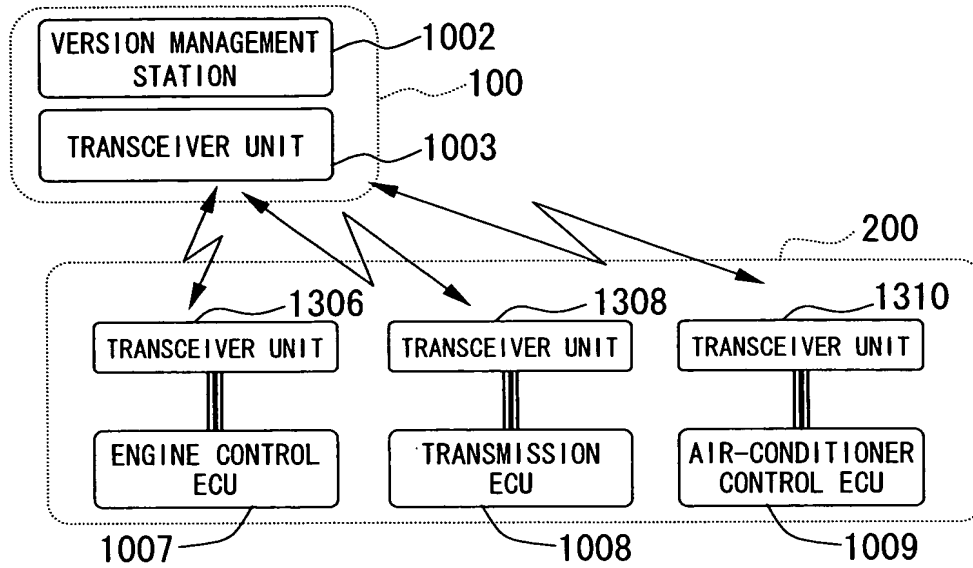 VERSION MANAGEMENT
STATION
1002
100
TRANSCEIVER UNIT
1003
200
1306
1308
1310
TRANSCEIVER UNIT
TRANSCEIVER UNIT
TRANSCEIVER UNIT
ENGINE CONTROL
ECU
TRANSMISSION
ECU
AIR-CONDITIONER
CONTROL ECU
1007
1008
1009